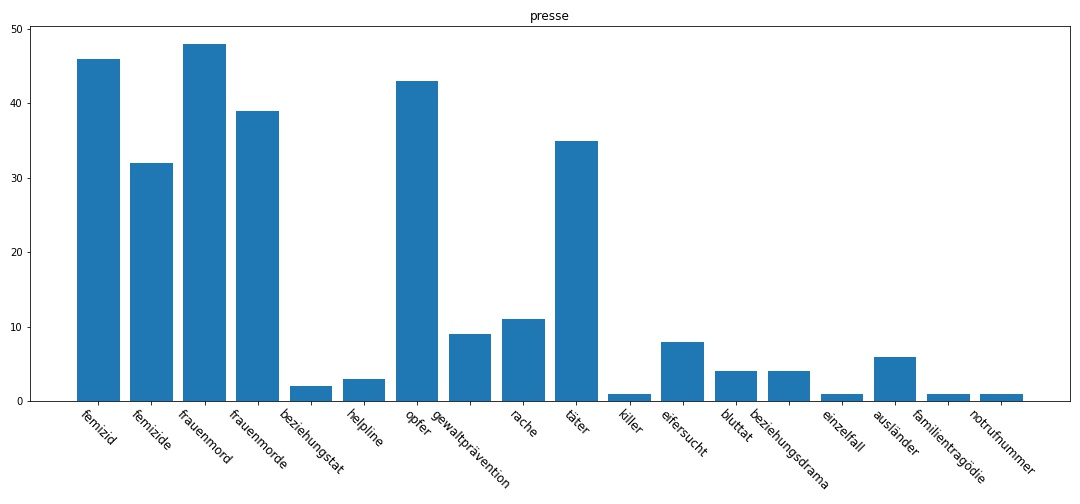 presse
50
40
30
20
10
0
femizid
femizide
frauenmord
frauenmorde
beziehungstat
helpline
opfer
gewaltprävention
rache
täter
killer
eifersucht
bluttat
beziehungsdrama
einzelfall
ausländer
familientragödie
notrufnummer